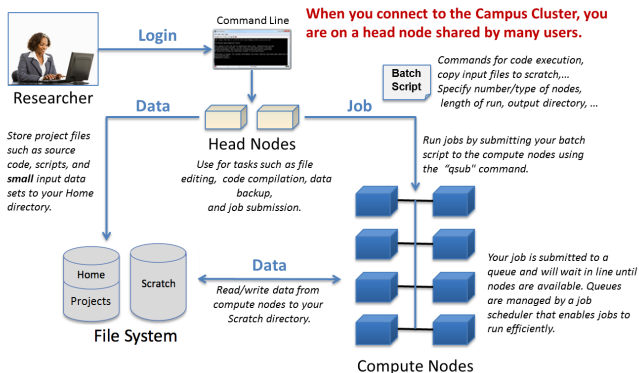 When you connect to the Campus Cluster, you
are on a head node shared by many users.
Command Line
Login
Researcher
Batch
Script
Commands for code execution,
copy input files to scratch,...
Specify number/type of nodes,
length of run, output directory, ...
Data
Job
Head Nodes
Use for tasks such as file
editing, code compilation, data
backup,
and job submission.
Store project files
such as source
code, scripts, and
small input data
sets to your Home
directory.
Run jobs by submitting your batch
script to the compute nodes using
the "qsub" command.
Home
Projects
Scratch
File System
Data
Read/write data from
compute nodes to your
Scratch directory.
Your job is submitted to a
queue and will wait in line until
nodes are available. Queues
are managed by a job
scheduler that enables jobs to
run efficiently.
Compute Nodes